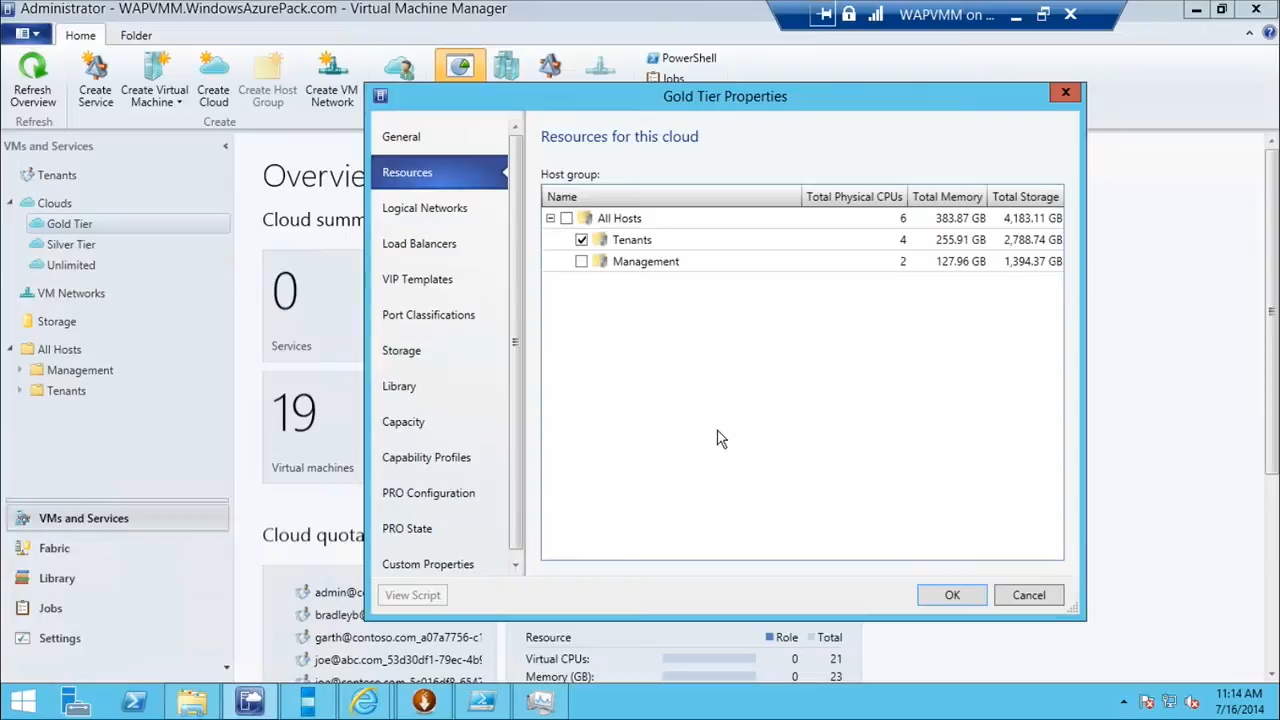 Administrator - WAPVMM.WindowsAzurePack.com - Virtual Machine Manager
WAPVMM on ...
Home
Folder
Refresh Overview
Create Service
Create Virtual Machine
Create Cloud
Create Host Group
Create VM Network
PowerShell
Jobs
Refresh
Create
VMs and Services
Tenants
Clouds
Gold Tier
Silver Tier
Unlimited
VM Networks
Storage
All Hosts
Management
Tenants
VMs and Services
Fabric
Library
Jobs
Settings
Cloud summ
0
Services
19
Virtual machines
Cloud quota
admin@c
bradleyb@
garth@contoso.com_a07a7756-c1
joe@abc.com_53d30df1-79ec-4b9
Resource
Role
Total
Virtual CPUs:
0
21
Memory (GB):
0
23
Gold Tier Properties
General
Resources
Logical Networks
Load Balancers
VIP Templates
Port Classifications
Storage
Library
Capacity
Capability Profiles
PRO Configuration
PRO State
Custom Properties
View Script
Resources for this cloud
Host group:
Name Total Physical CPUs Total Memory Total Storage
All Hosts 6 383.87 GB 4,183.11 GB
Tenants 4 255.91 GB 2,788.74 GB
Management 2 127.96 GB 1,394.37 GB
OK
Cancel
11:14 AM
7/16/2014